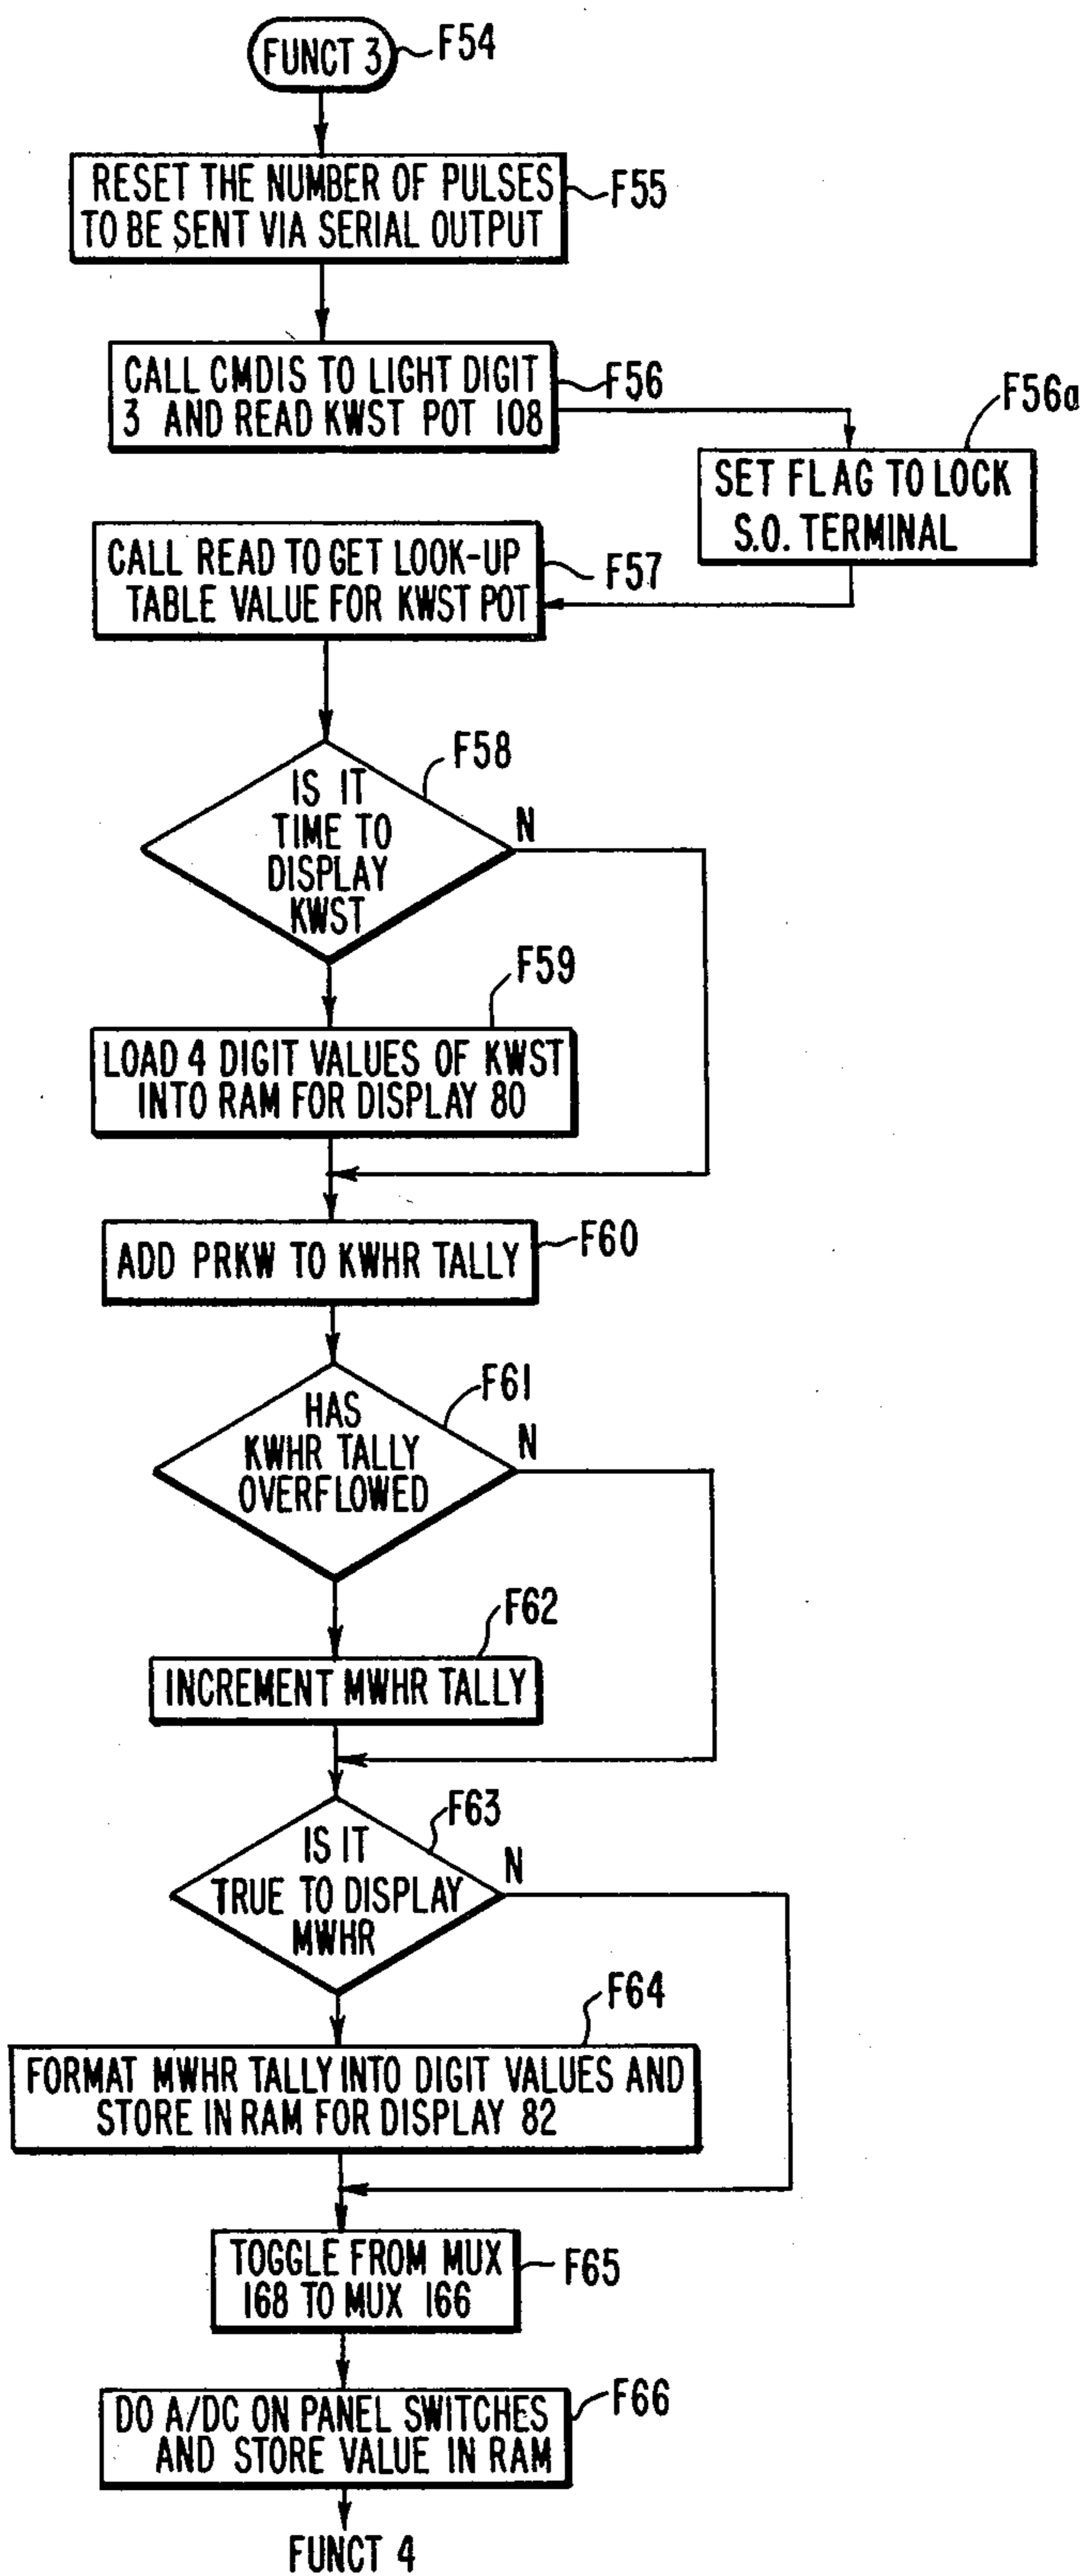 FUNCT 3
F54
RESET THE NUMBER OF PULSES
TO BE SENT VIA SERIAL OUTPUT
F55
CALL CMDIS TO LIGHT DIGIT
3 AND READ KWST POT 108
F56
F56a
SET FLAG TO LOCK
S.O. TERMINAL
CALL READ TO GET LOOK-UP
TABLE VALUE FOR KWST POT
F57
F58
IS IT
TIME TO
DISPLAY
KWST
N
F59
LOAD 4 DIGIT VALUES OF KWST
INTO RAM FOR DISPLAY 80
ADD PRKW TO KWHR TALLY
F60
F61
HAS
KWHR TALLY
OVERFLOWED
N
F62
INCREMENT MWHR TALLY
F63
IS IT
TRUE TO DISPLAY
MWHR
N
F64
FORMAT MWHR TALLY INTO DIGIT VALUES AND
STORE IN RAM FOR DISPLAY 82
TOGGLE FROM MUX
168 TO MUX 166
F65
DO A/DC ON PANEL SWITCHES
AND STORE VALUE IN RAM
F66
FUNCT 4